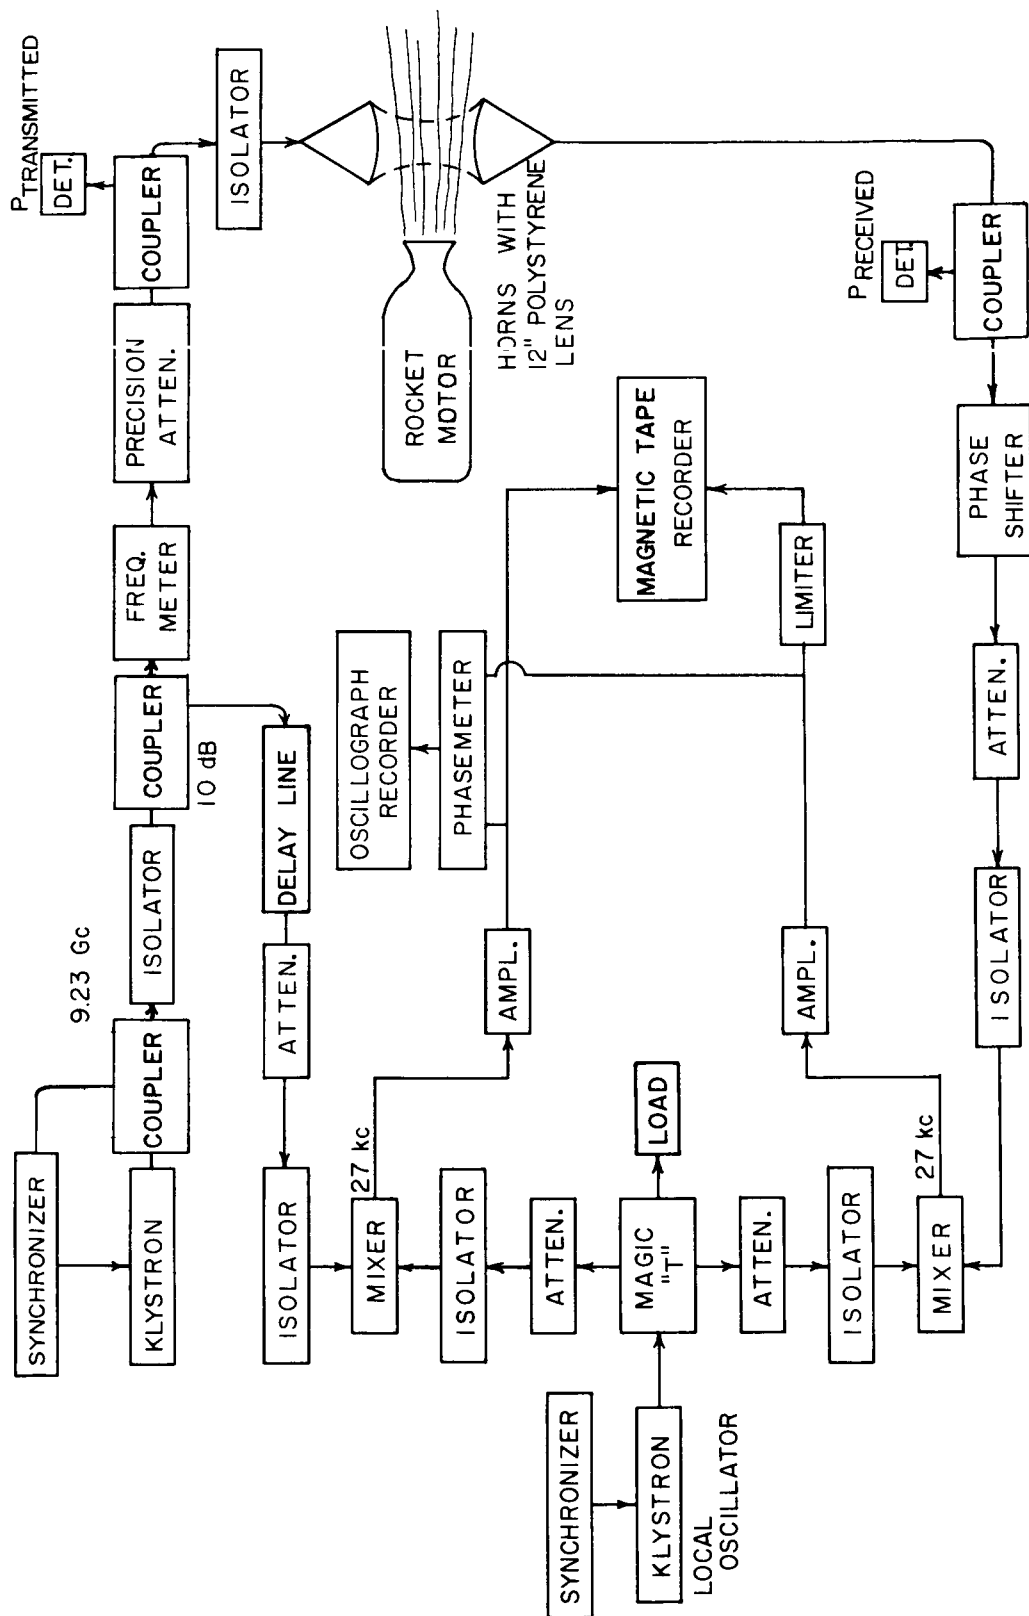 SYNCHRONIZER
KLYSTRON
COUPLER
9.23 Gc
ISOLATOR
COUPLER
10 dB
FREQ.
METER
PRECISION
ATTEN.
COUPLER
PTRANSMITTED
DET.
ISOLATOR
DELAY LINE
ATTEN.
ISOLATOR
MIXER
27 kc
ISOLATOR
ATTEN.
AMPL.
OSCILLOGRAPH
RECORDER
PHASEMETER
ROCKET
MOTOR
HORNS WITH
12" POLYSTYRENE
LENS
SYNCHRONIZER
KLYSTRON
LOCAL
OSCILLATOR
MAGIC
"T"
LOAD
MAGNETIC TAPE
RECORDER
LIMITER
ATTEN.
AMPL.
ISOLATOR
MIXER
27 kc
ISOLATOR
ATTEN.
PHASE
SHIFTER
COUPLER
PRECEIVED
DET.